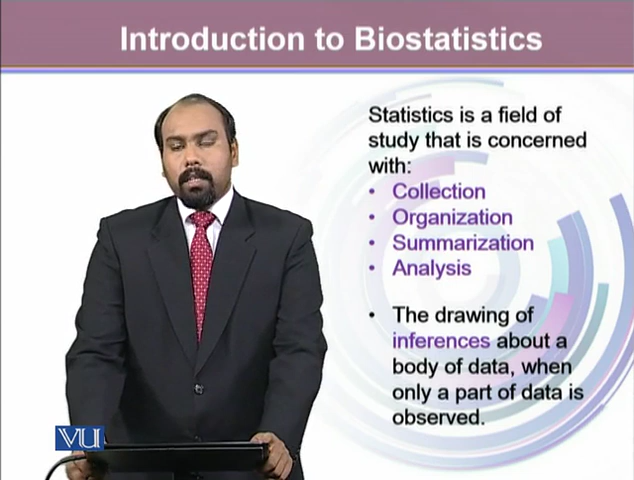 Introduction to Biostatistics
Statistics is a field of
study that is concerned
with:
• Collection
• Organization
• Summarization
• Analysis
• The drawing of
inferences about a
body of data, when
only a part of data is
observed.
VU